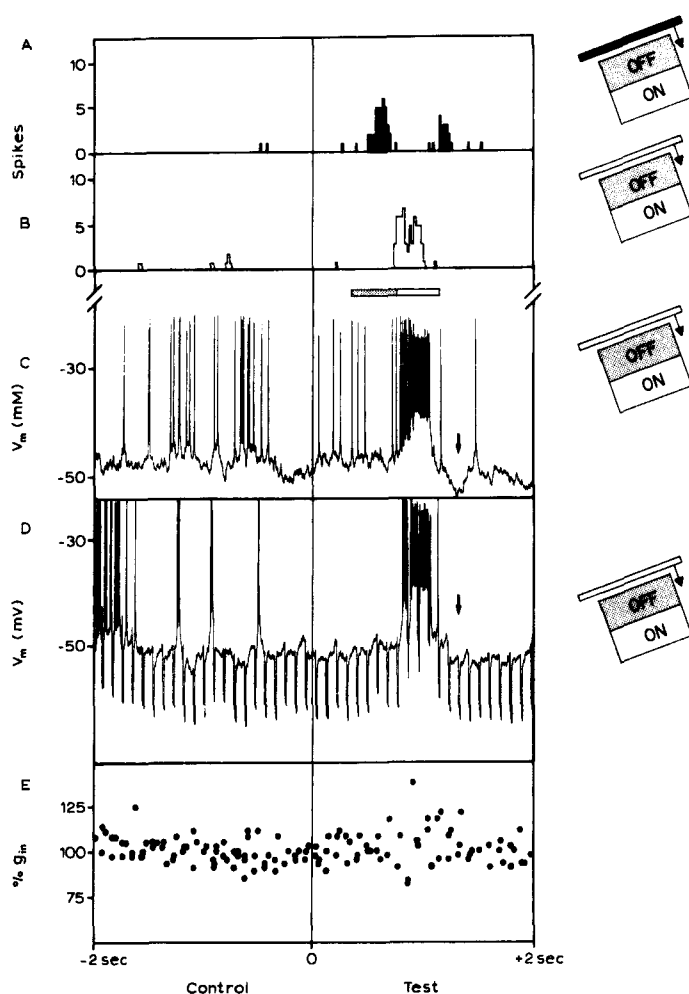 A
10
5
0
Spikes
OFF
ON
B
10
5
0
OFF
ON
C
-30
-50
Vm (mM)
OFF
ON
D
-30
-50
Vm (mV)
OFF
ON
E
125
100
75
% gin
-2 sec
0
+2 sec
Control
Test